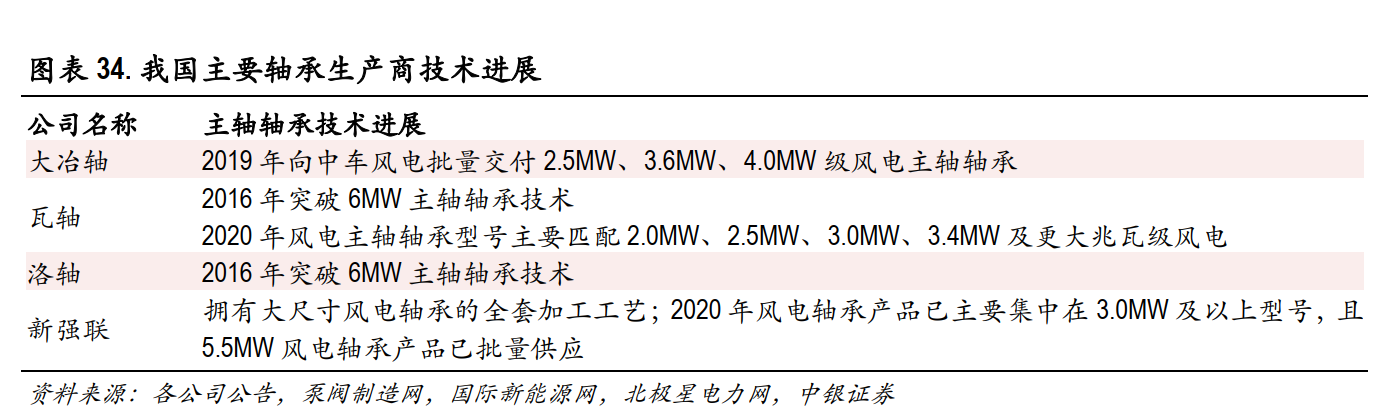 图表 34. 我国主要轴承生产商技术进展
公司名称 主轴轴承技术进展
大冶轴 2019 年向中车风电批量交付 2.5MW、3.6MW、4.0MW 级风电主轴轴承
瓦轴 2016 年突破 6MW 主轴轴承技术
2020 年风电主轴轴承型号主要匹配 2.0MW、2.5MW、3.0MW、3.4MW 及更大兆瓦级风电
洛轴 2016 年突破 6MW 主轴轴承技术
新强联 拥有大尺寸风电轴承的全套加工工艺；2020 年风电轴承产品已主要集中在 3.0MW 及以上型号，且
5.5MW 风电轴承产品已批量供应
资料来源：各公司公告，泵阀制造网，国际新能源网，北极星电力网，中银证券